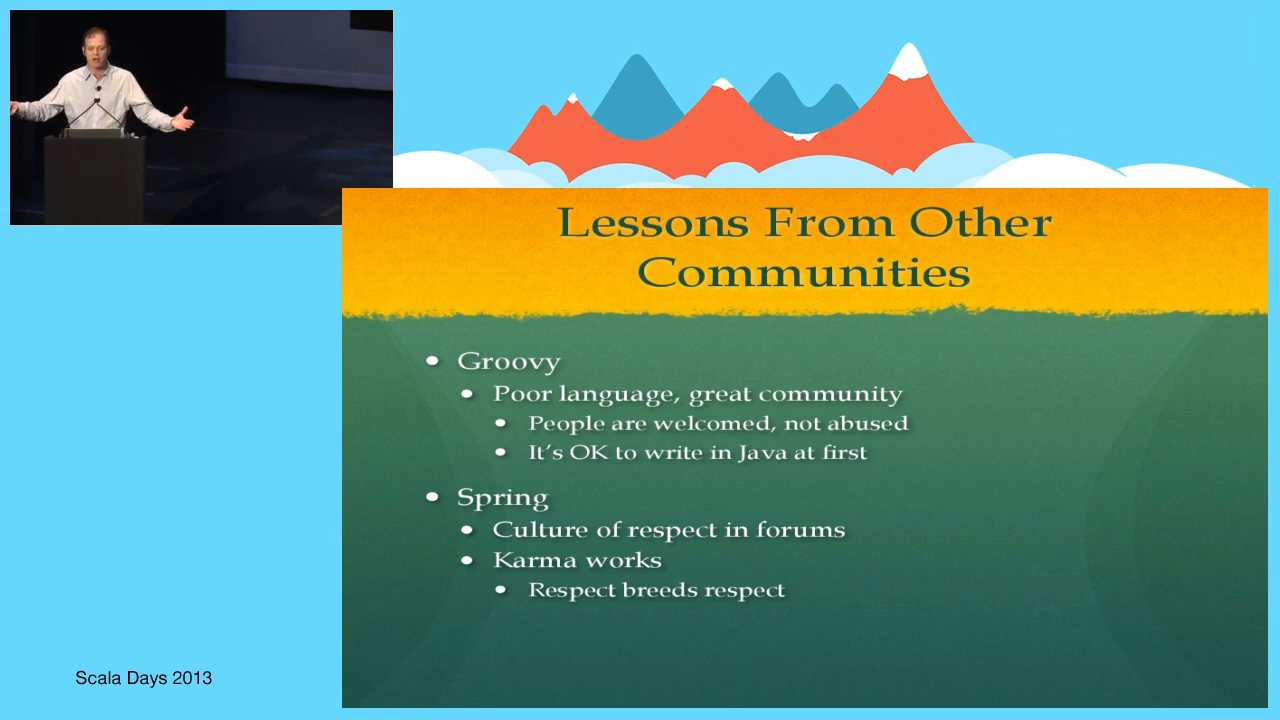 Lessons From Other
Communities
Groovy
Poor language, great community
People are welcomed, not abused
It's OK to write in Java at first
Spring
Culture of respect in forums
Karma works
Respect breeds respect
Scala Days 2013